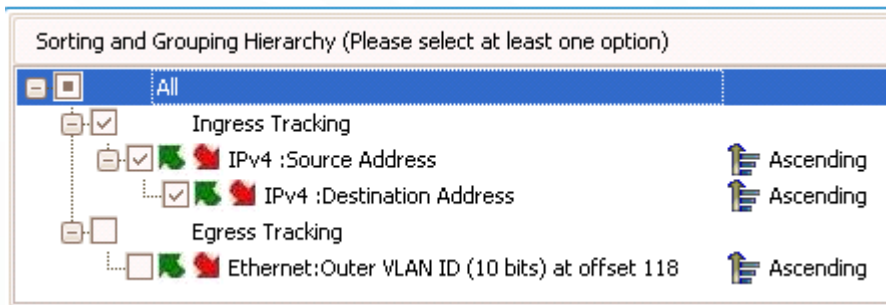 Sorting and Grouping Hierarchy (Please select at least one option)
All
Ingress Tracking
IPv4 :Source Address Ascending
IPv4 :Destination Address Ascending
Egress Tracking
Ethernet:Outer VLAN ID (10 bits) at offset 118 Ascending